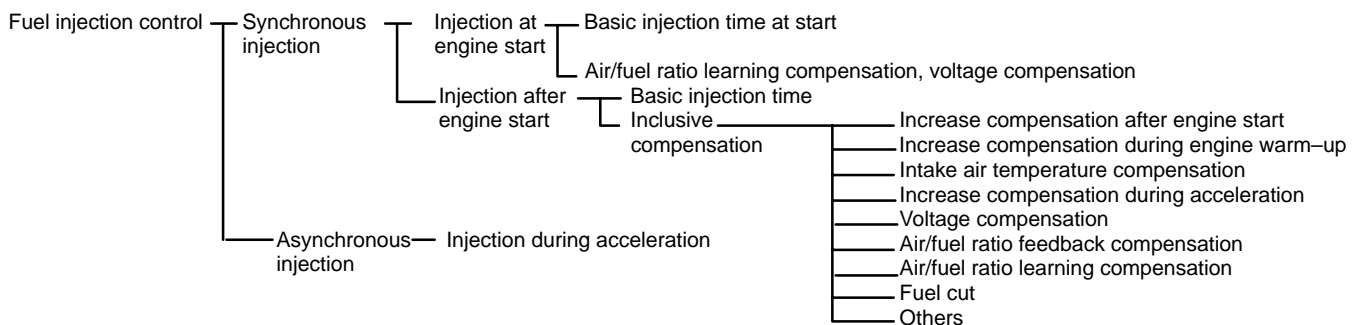 Fuel injection control
Synchronous
injection
Injection at
engine start
Basic injection time at start
Air/fuel ratio learning compensation, voltage compensation
Injection after
engine start
Basic injection time
Inclusive
compensation
Increase compensation after engine start
Increase compensation during engine warm–up
Intake air temperature compensation
Increase compensation during acceleration
Voltage compensation
Air/fuel ratio feedback compensation
Air/fuel ratio learning compensation
Fuel cut
Others
Asynchronous
injection
Injection during acceleration